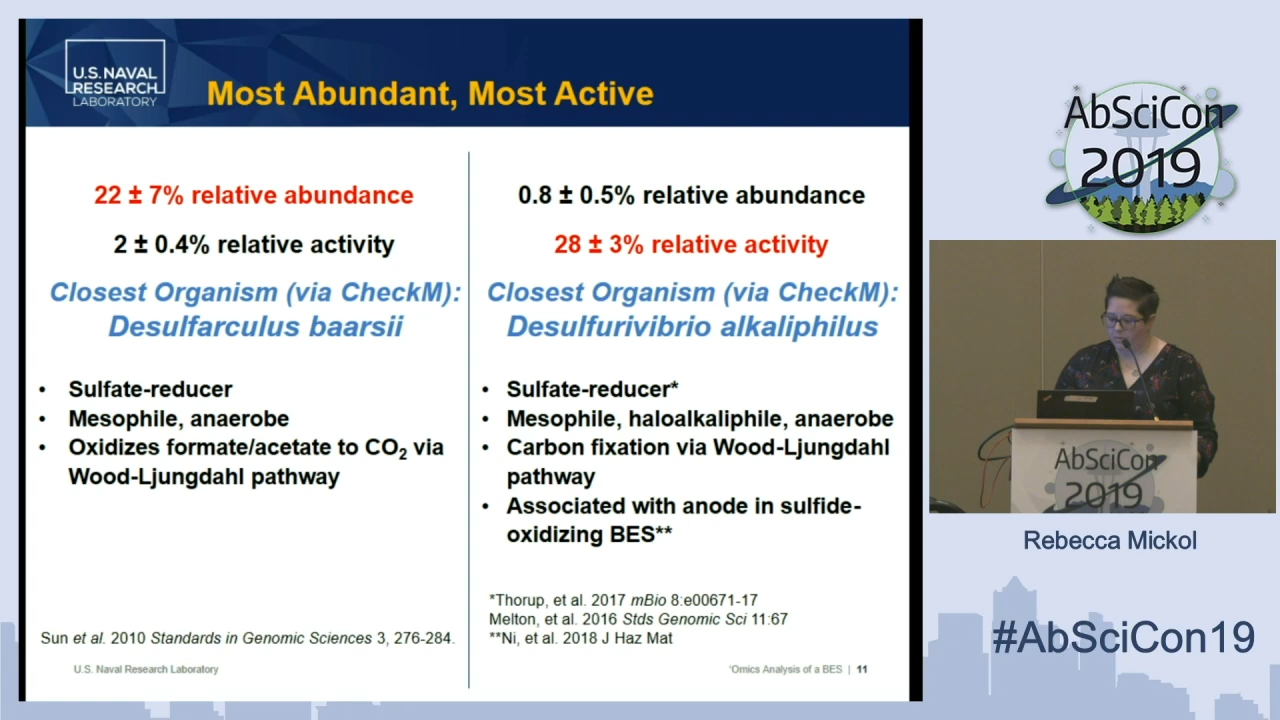 U.S. NAVAL
RESEARCH
LABORATORY
Most Abundant, Most Active
22 ± 7% relative abundance
2 ± 0.4% relative activity
Closest Organism (via CheckM):
Desulfarculus baarsii
• Sulfate-reducer
• Mesophile, anaerobe
• Oxidizes formate/acetate to CO2 via
Wood-Ljungdahl pathway
Sun et al. 2010 Standards in Genomic Sciences 3, 276-284.
0.8 ± 0.5% relative abundance
28 ± 3% relative activity
Closest Organism (via CheckM):
Desulfurivibrio alkaliphilus
• Sulfate-reducer*
• Mesophile, haloalkaliphile, anaerobe
• Carbon fixation via Wood-Ljungdahl
pathway
• Associated with anode in sulfide-
oxidizing BES**
*Thorup, et al. 2017 mBio 8:e00671-17
Melton, et al. 2016 Stds Genomic Sci 11:67
**Ni, et al. 2018 J Haz Mat
U.S. Naval Research Laboratory
'Omics Analysis of a BES | 11
AbSciCon
2019
AbSciCon
2019
Rebecca Mickol
#AbSciCon19